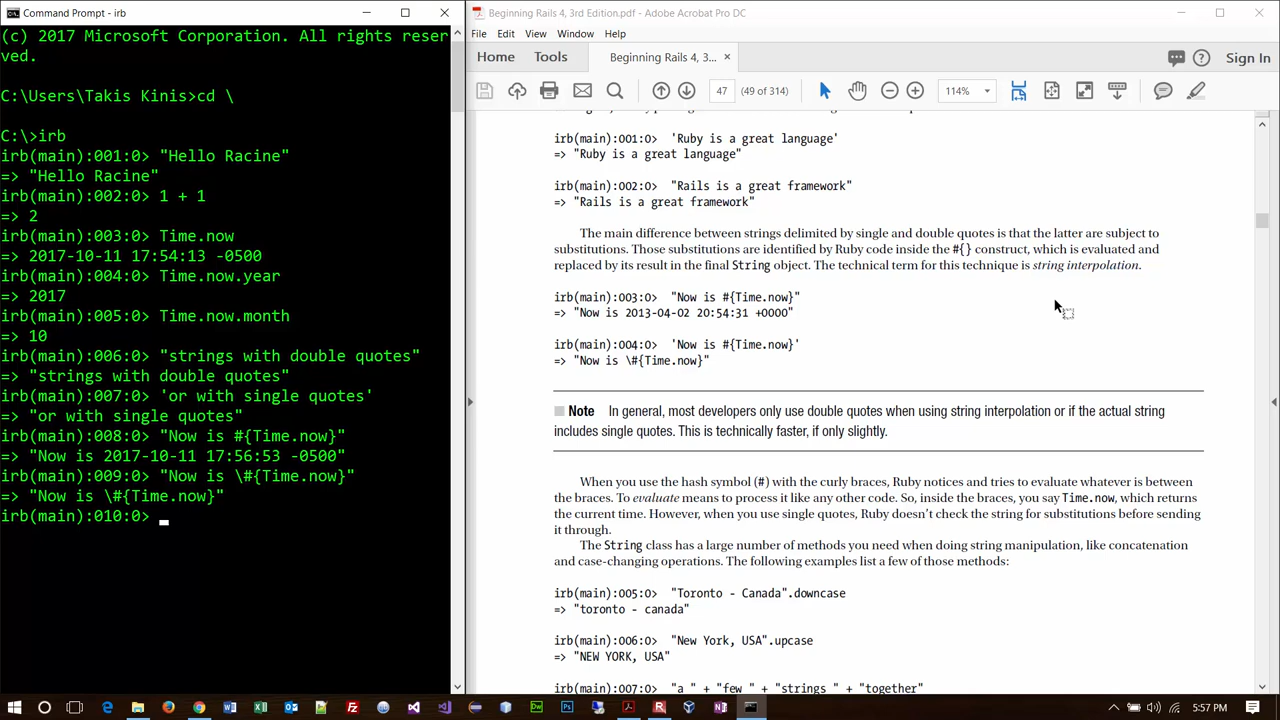 Command Prompt - irb
(c) 2017 Microsoft Corporation. All rights reser
ved.
C:\Users\Takis Kinis>cd \
C:\>irb
irb(main):001:0> "Hello Racine"
=> "Hello Racine"
irb(main):002:0> 1 + 1
=> 2
irb(main):003:0> Time.now
=> 2017-10-11 17:54:13 -0500
irb(main):004:0> Time.now.year
=> 2017
irb(main):005:0> Time.now.month
=> 10
irb(main):006:0> "strings with double quotes"
=> "strings with double quotes"
irb(main):007:0> 'or with single quotes'
=> "or with single quotes"
irb(main):008:0> "Now is #{Time.now}"
=> "Now is 2017-10-11 17:56:53 -0500"
irb(main):009:0> "Now is \#{Time.now}"
=> "Now is \#{Time.now}"
irb(main):010:0>
Beginning Rails 4, 3rd Edition.pdf - Adobe Acrobat Pro DC
File Edit View Window Help
Home Tools Beginning Rails 4, 3... × Sign In
47 (49 of 314) 114%
irb(main):001:0> 'Ruby is a great language'
=> "Ruby is a great language"
irb(main):002:0> "Rails is a great framework"
=> "Rails is a great framework"
The main difference between strings delimited by single and double quotes is that the latter are subject to
substitutions. Those substitutions are identified by Ruby code inside the #{} construct, which is evaluated and
replaced by its result in the final String object. The technical term for this technique is string interpolation.
irb(main):003:0> "Now is #{Time.now}"
=> "Now is 2013-04-02 20:54:31 +0000"
irb(main):004:0> 'Now is #{Time.now}'
=> "Now is \#{Time.now}"
Note In general, most developers only use double quotes when using string interpolation or if the actual string
includes single quotes. This is technically faster, if only slightly.
When you use the hash symbol (#) with the curly braces, Ruby notices and tries to evaluate whatever is between
the braces. To evaluate means to process it like any other code. So, inside the braces, you say Time.now, which returns
the current time. However, when you use single quotes, Ruby doesn't check the string for substitutions before sending
it through.
The String class has a large number of methods you need when doing string manipulation, like concatenation
and case-changing operations. The following examples list a few of those methods:
irb(main):005:0> "Toronto - Canada".downcase
=> "toronto - canada"
irb(main):006:0> "New York, USA".upcase
=> "NEW YORK, USA"
irb(main):007:0> "a " + "few " + "strings " + "together"
5:57 PM